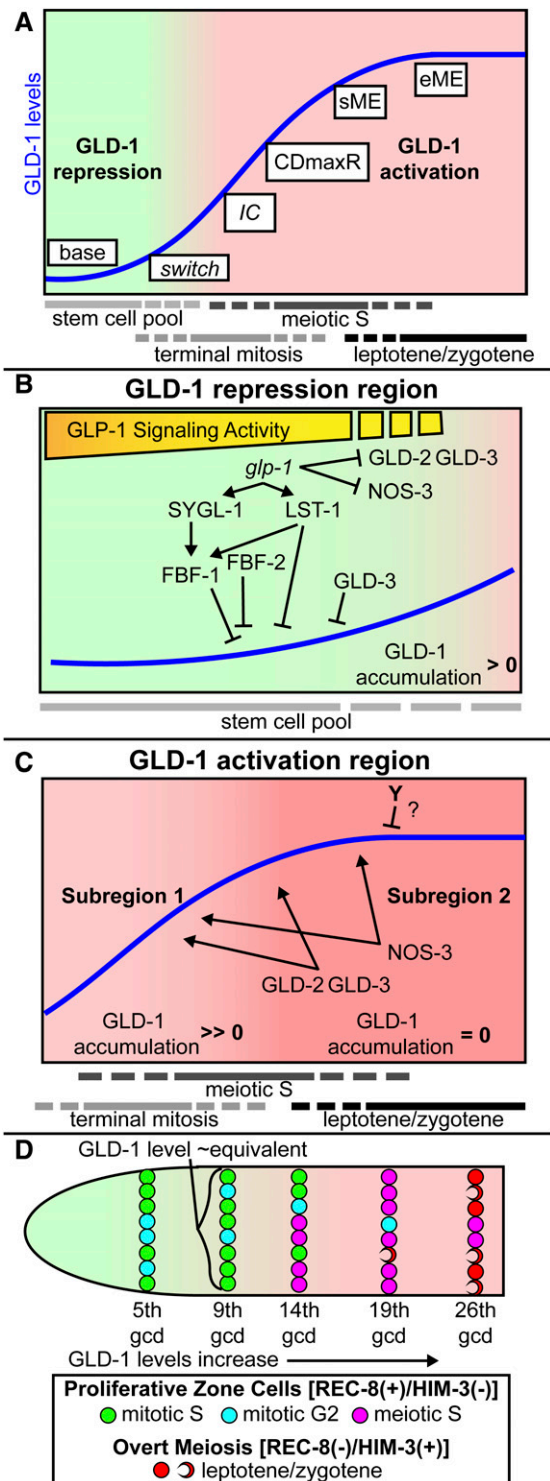 A
GLD-1 levels
GLD-1 repression
GLD-1 activation
base
switch
IC
CDmaxR
sME
eME
stem cell pool
meiotic S
terminal mitosis
leptotene/zygotene
B
GLD-1 repression region
GLP-1 Signaling Activity
glp-1
GLD-2 GLD-3
NOS-3
SYGL-1
LST-1
FBF-1
FBF-2
GLD-3
GLD-1
accumulation > 0
stem cell pool
C
GLD-1 activation region
Y
?
Subregion 1
Subregion 2
NOS-3
GLD-2 GLD-3
GLD-1
accumulation >> 0
GLD-1
accumulation = 0
meiotic S
terminal mitosis
leptotene/zygotene
D
GLD-1 level ~equivalent
5th 9th 14th 19th 26th
gcd gcd gcd gcd gcd
GLD-1 levels increase
Proliferative Zone Cells [REC-8(+)/HIM-3(-)]
mitotic S mitotic G2 meiotic S
Overt Meiosis [REC-8(-)/HIM-3(+)]
leptotene/zygotene